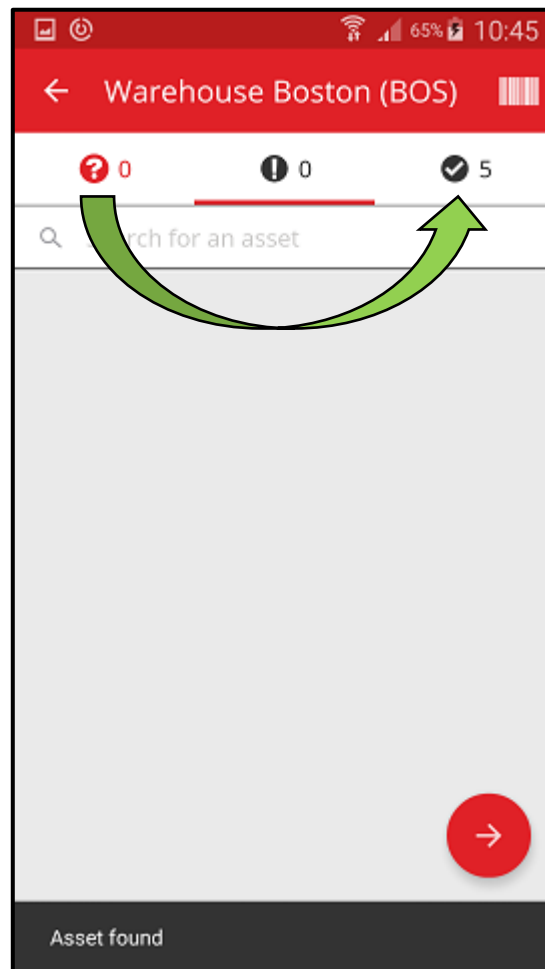 65% 10:45
Warehouse Boston (BOS)
0 0 5
rch for an asset
Asset found